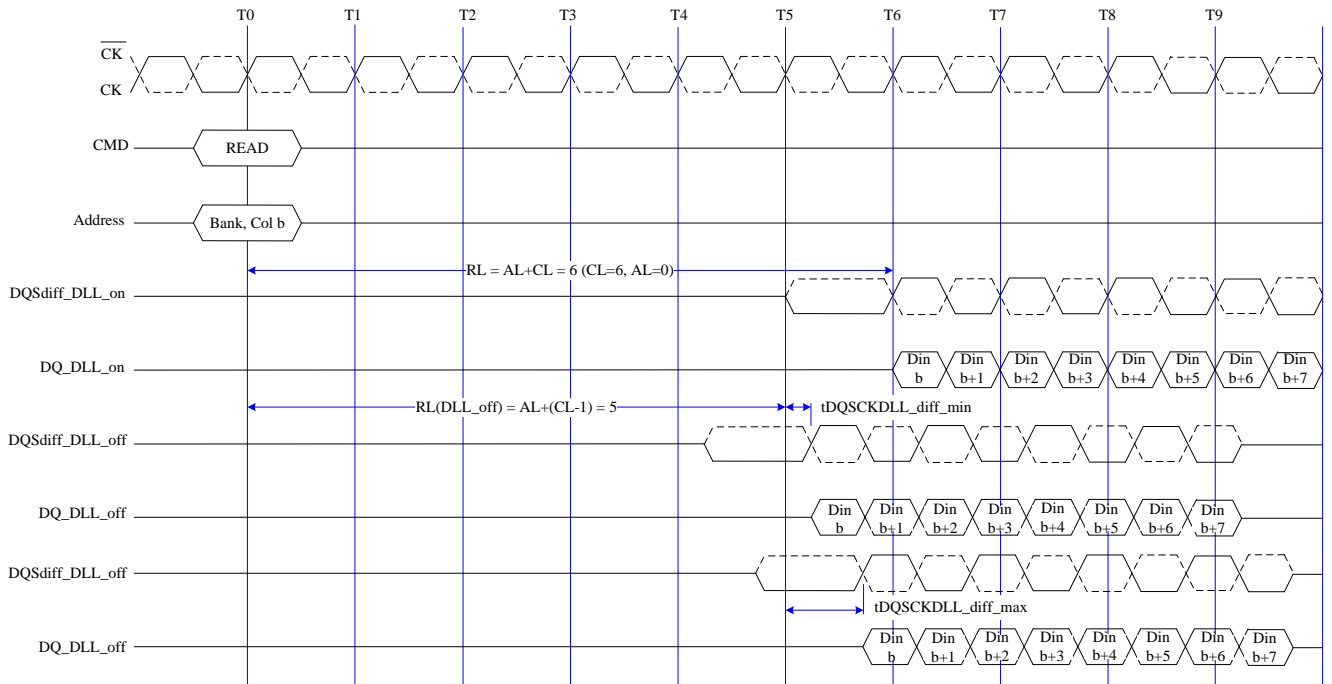 T0 T1 T2 T3 T4 T5 T6 T7 T8 T9
CK
CK
CMD
READ
Address
Bank, Col b
RL = AL+CL = 6 (CL=6, AL=0)
DQSdiff_DLL_on
DQ_DLL_on
Din Din Din Din Din Din Din Din
b b+1 b+2 b+3 b+4 b+5 b+6 b+7
RL(DLL_off) = AL+(CL-1) = 5
tDQSCKDLL_diff_min
DQSdiff_DLL_off
DQ_DLL_off
Din Din Din Din Din Din Din Din
b b+1 b+2 b+3 b+4 b+5 b+6 b+7
DQSdiff_DLL_off
tDQSCKDLL_diff_max
DQ_DLL_off
Din Din Din Din Din Din Din Din
b b+1 b+2 b+3 b+4 b+5 b+6 b+7